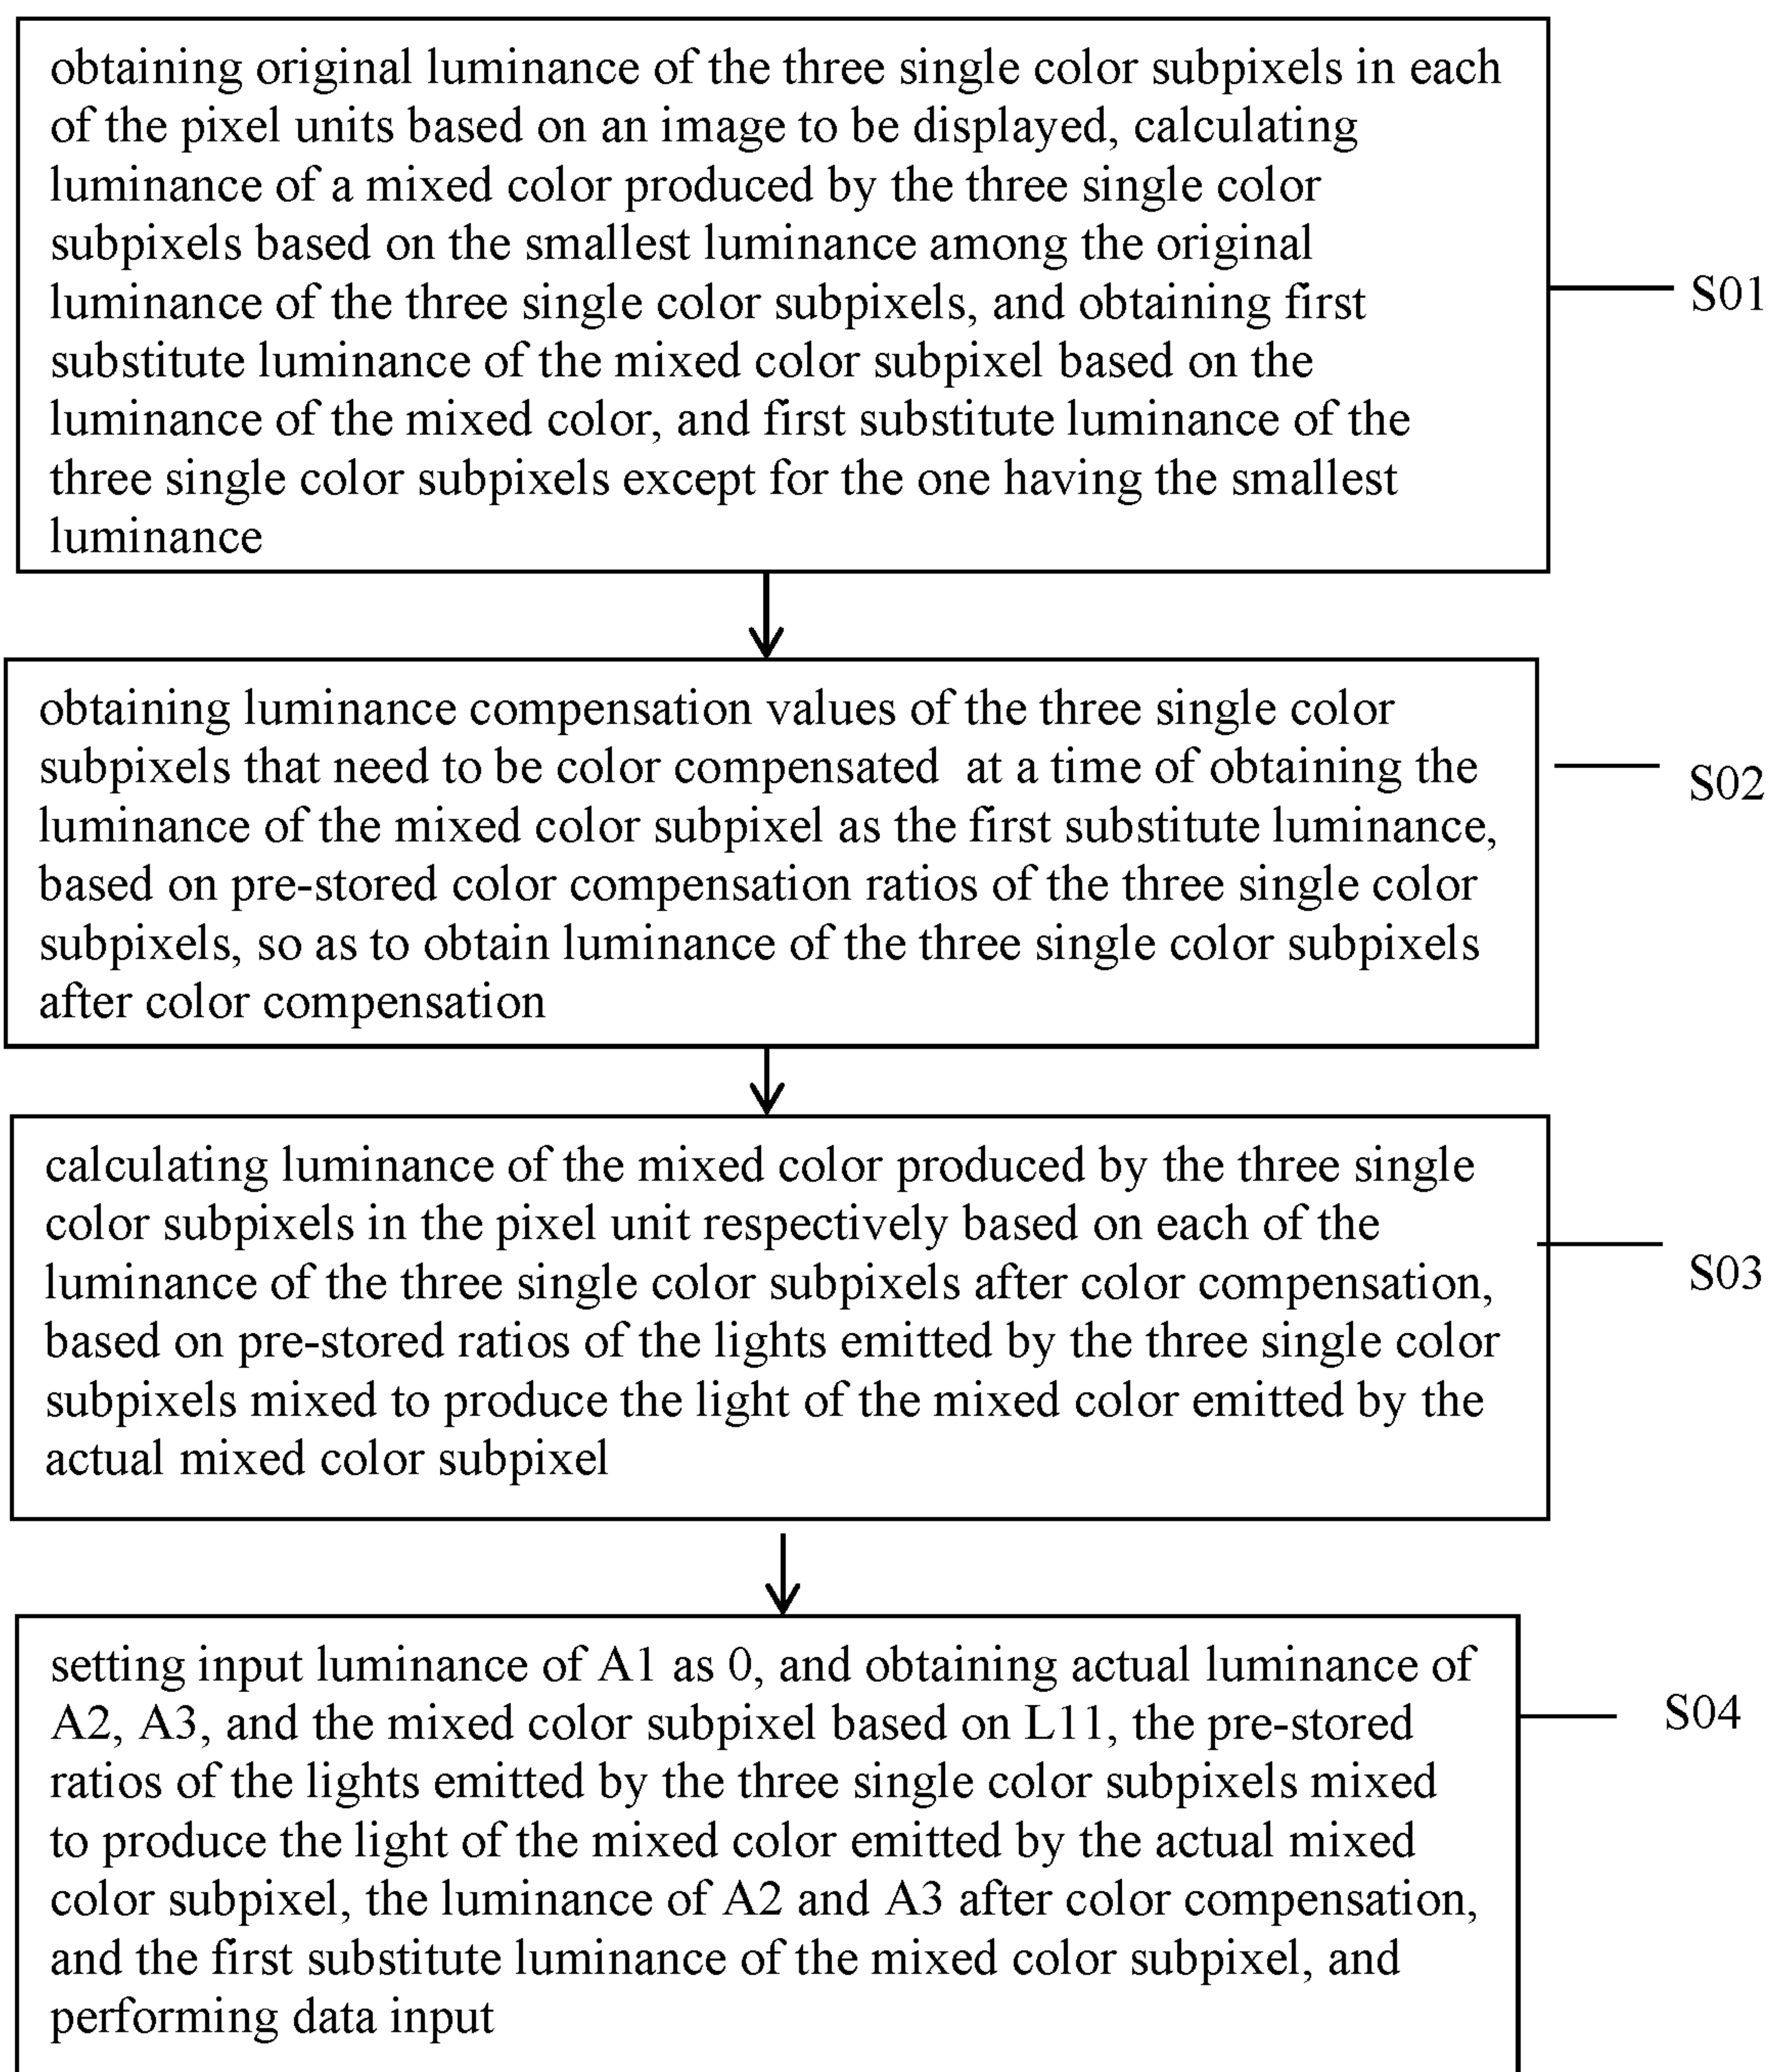 obtaining original luminance of the three single color subpixels in each
of the pixel units based on an image to be displayed, calculating
luminance of a mixed color produced by the three single color
subpixels based on the smallest luminance among the original
luminance of the three single color subpixels, and obtaining first
substitute luminance of the mixed color subpixel based on the
luminance of the mixed color, and first substitute luminance of the
three single color subpixels except for the one having the smallest
luminance
S01
obtaining luminance compensation values of the three single color
subpixels that need to be color compensated at a time of obtaining the
luminance of the mixed color subpixel as the first substitute luminance,
based on pre-stored color compensation ratios of the three single color
subpixels, so as to obtain luminance of the three single color subpixels
after color compensation
S02
calculating luminance of the mixed color produced by the three single
color subpixels in the pixel unit respectively based on each of the
luminance of the three single color subpixels after color compensation,
based on pre-stored ratios of the lights emitted by the three single color
subpixels mixed to produce the light of the mixed color emitted by the
actual mixed color subpixel
S03
setting input luminance of A1 as 0, and obtaining actual luminance of
A2, A3, and the mixed color subpixel based on L11, the pre-stored
ratios of the lights emitted by the three single color subpixels mixed
to produce the light of the mixed color emitted by the actual mixed
color subpixel, the luminance of A2 and A3 after color compensation,
and the first substitute luminance of the mixed color subpixel, and
performing data input
S04